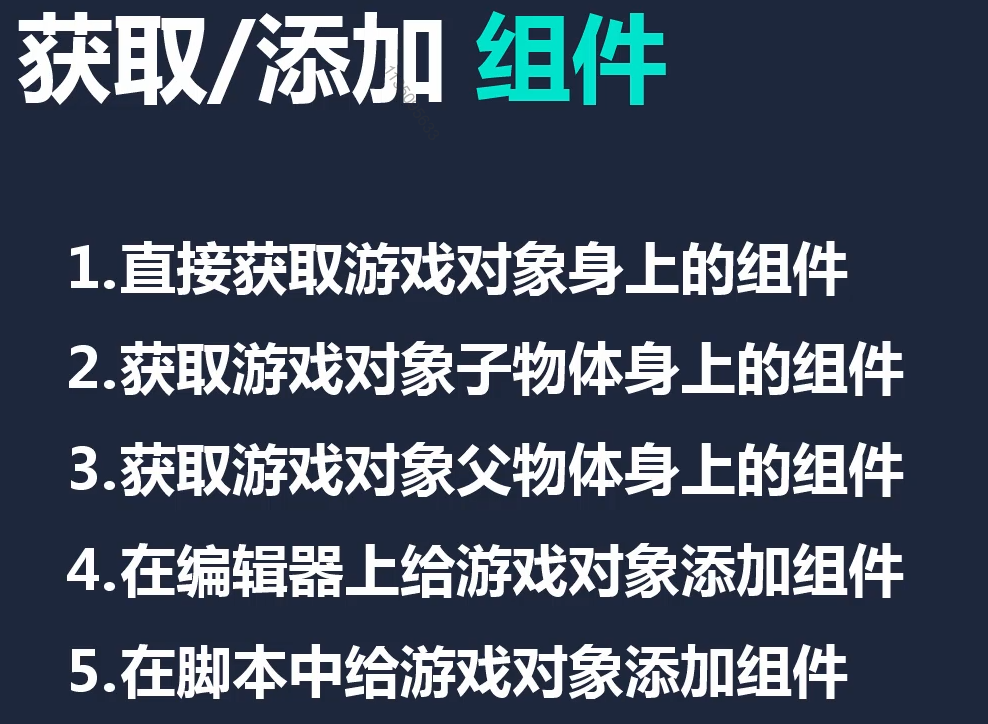 获取/添加 组件
1.直接获取游戏对象身上的组件
2.获取游戏对象子物体身上的组件
3.获取游戏对象父物体身上的组件
4.在编辑器上给游戏对象添加组件
5.在脚本中给游戏对象添加组件